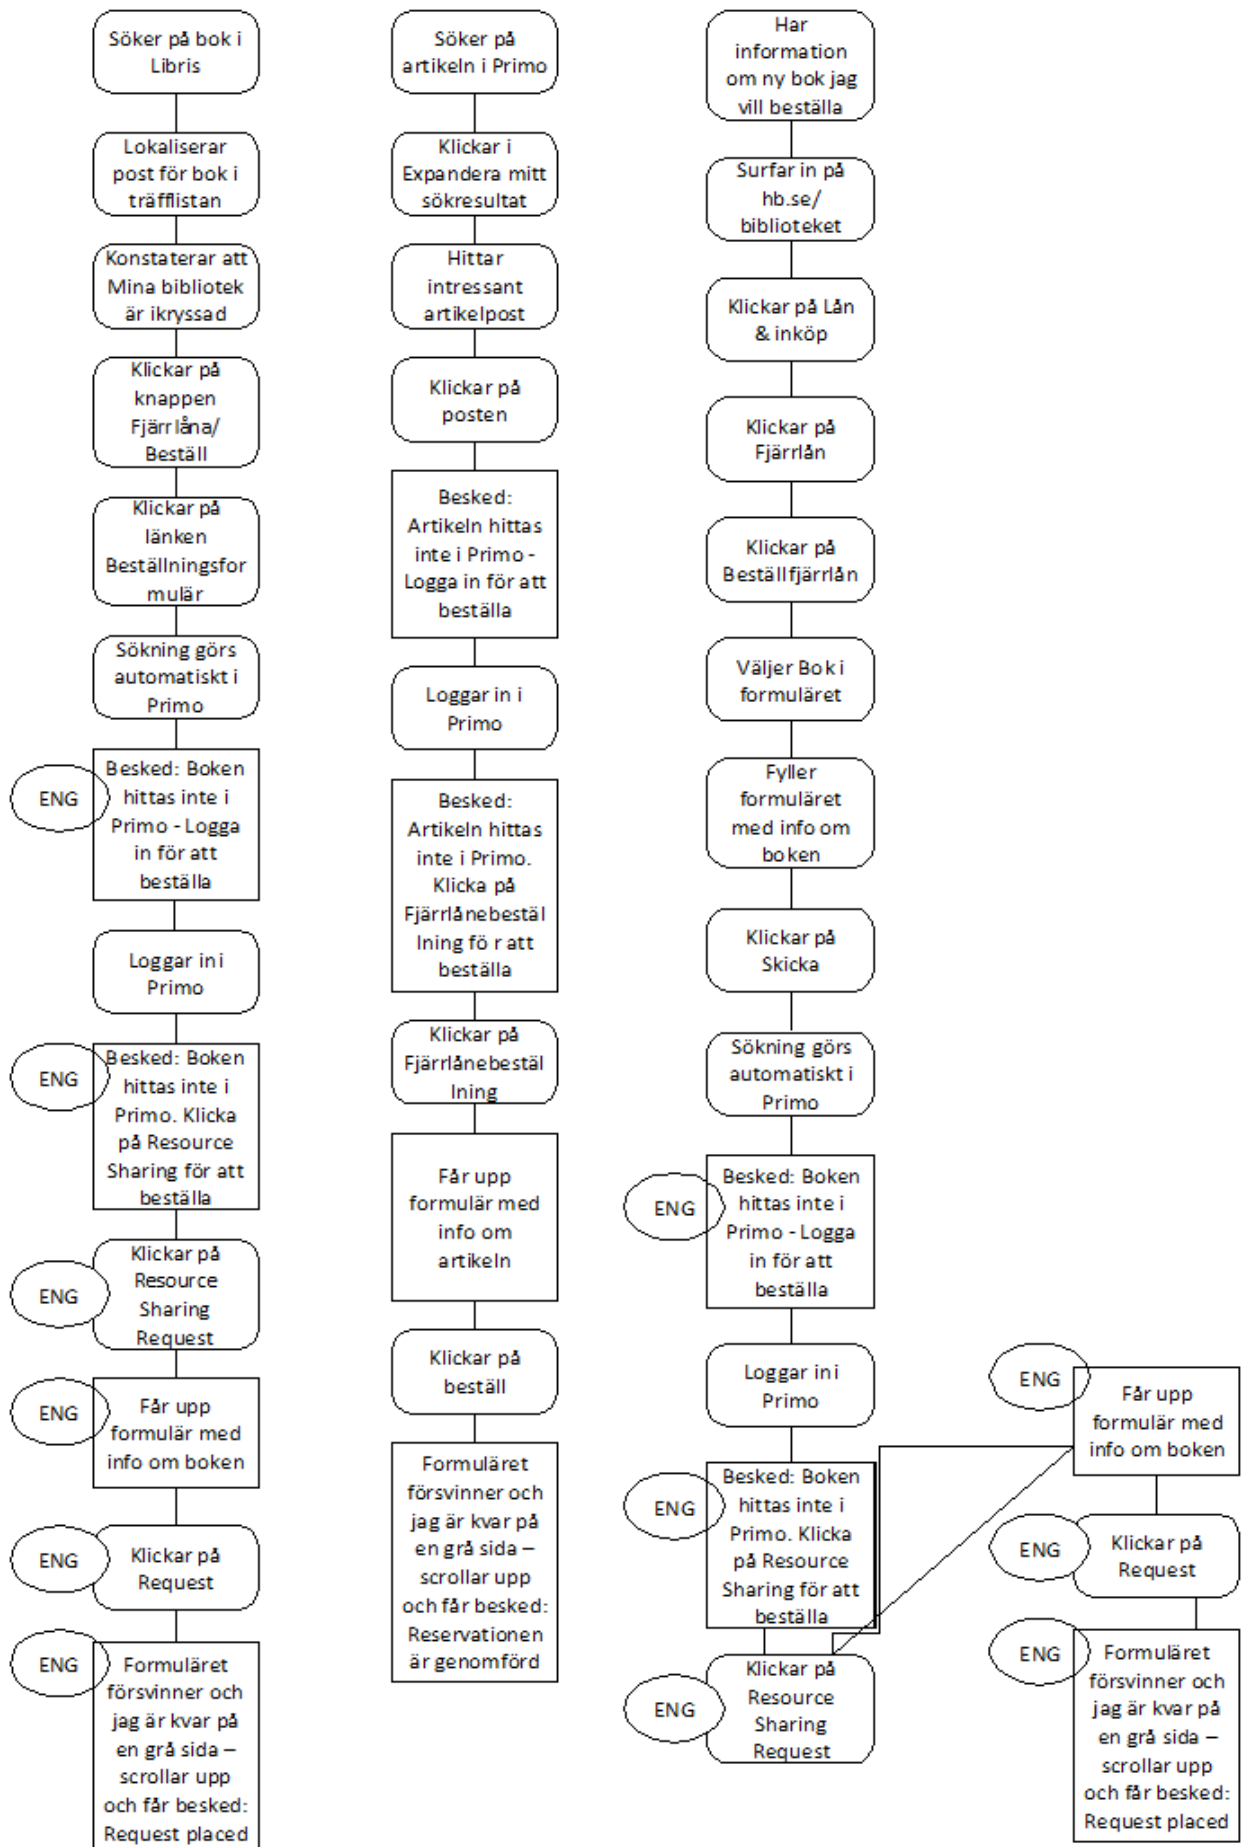 Söker på bok i
Libris
Lokaliserar
post för bok i
träfflistan
Konstaterar att
Mina bibliotek
är ikryssad
Klickar på
knappen
Fjärrlåna/
Beställ
Klickar på
länken
Beställningsfor
mulär
Sökning görs
automatiskt i
Primo
ENG
Besked: Boken
hittas inte i
Primo - Logga
in för att
beställa
Loggar in i
Primo
ENG
Besked: Boken
hittas inte i
Primo. Klicka
på Resource
Sharing för att
beställa
ENG
Klickar på
Resource
Sharing
Request
ENG
Får upp
formulär med
info om boken
ENG
Klickar på
Request
ENG
Formuläret
försvinner och
jag är kvar på
en grå sida –
scrollar upp
och får besked:
Request placed
Söker på
artikeln i Primo
Klickar i
Expandera mitt
sökresultat
Hittar
intressant
artikelpost
Klickar på
posten
Besked:
Artikeln hittas
inte i Primo -
Logga in för att
beställa
Loggar in i
Primo
Besked:
Artikeln hittas
inte i Primo.
Klicka på
Fjärrlånebestäl
lning fö r att
beställa
Klickar på
Fjärrlånebestäl
lning
Får upp
formulär med
info om
artikeln
Klickar på
beställ
Formuläret
försvinner och
jag är kvar på
en grå sida –
scrollar upp
och får besked:
Reservationen
är genomförd
Har
information
om ny bok jag
vill beställa
Surfar in på
hb.se/
biblioteket
Klickar på Lån
& inköp
Klickar på
Fjärrlån
Klickar på
Beställfjärrlån
Väljer Bok i
formuläret
Fyller
formuläret
med info om
boken
Klickar på
Skicka
Sökning görs
automatiskt i
Primo
ENG
Besked: Boken
hittas inte i
Primo - Logga
in för att
beställa
Loggar in i
Primo
ENG
Besked: Boken
hittas inte i
Primo. Klicka
på Resource
Sharing för att
beställa
ENG
Klickar på
Resource
Sharing
Request
ENG
Får upp
formulär med
info om boken
ENG
Klickar på
Request
ENG
Formuläret
försvinner och
jag är kvar på
en grå sida –
scrollar upp
och får besked:
Request placed